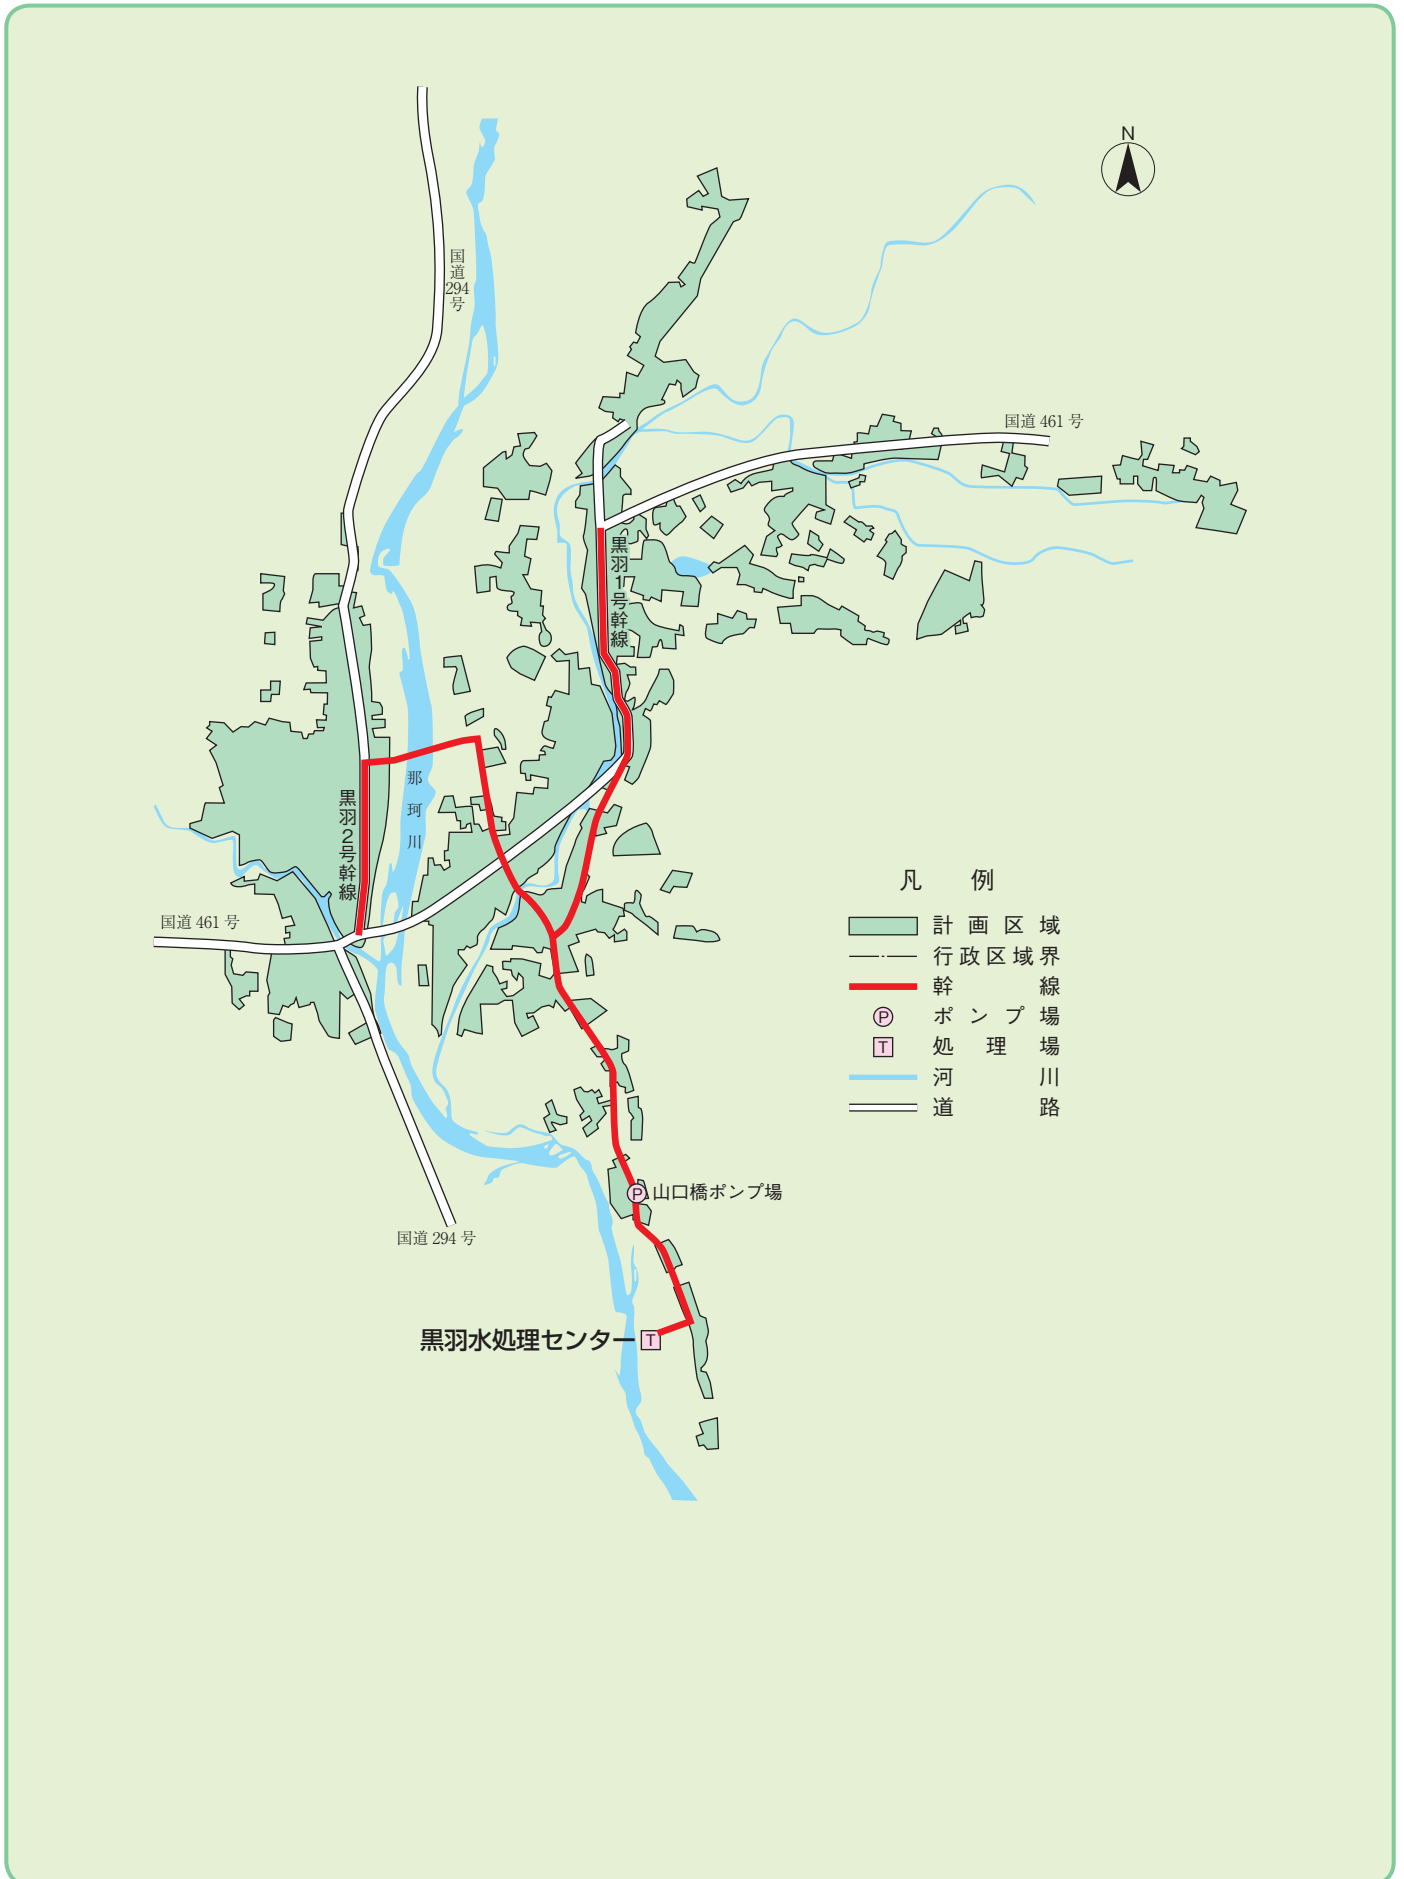 N
国道294号
国道 461 号
黒羽1号幹線
那珂川
黒羽2号幹線
国道 461 号
凡例
計画区域
行政区域界
幹線
P ポンプ場
T 処理場
河川
道路
P 山口橋ポンプ場
国道 294 号
黒羽水処理センター T